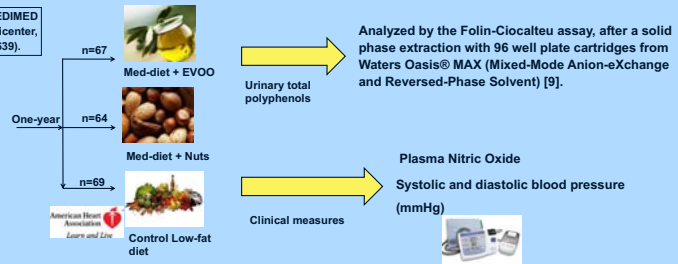 EDIMED
icenter,
639).
n=67
Med-diet + EVOO
One-year
n=64
Med-diet + Nuts
n=69
American Heart
Association
Learn and Live
Control Low-fat
diet
Urinary total
polyphenols
Analyzed by the Folin-Ciocalteu assay, after a solid
phase extraction with 96 well plate cartridges from
Waters Oasis® MAX (Mixed-Mode Anion-eXchange
and Reversed-Phase Solvent) [9].
Clinical measures
Plasma Nitric Oxide
Systolic and diastolic blood pressure
(mmHg)